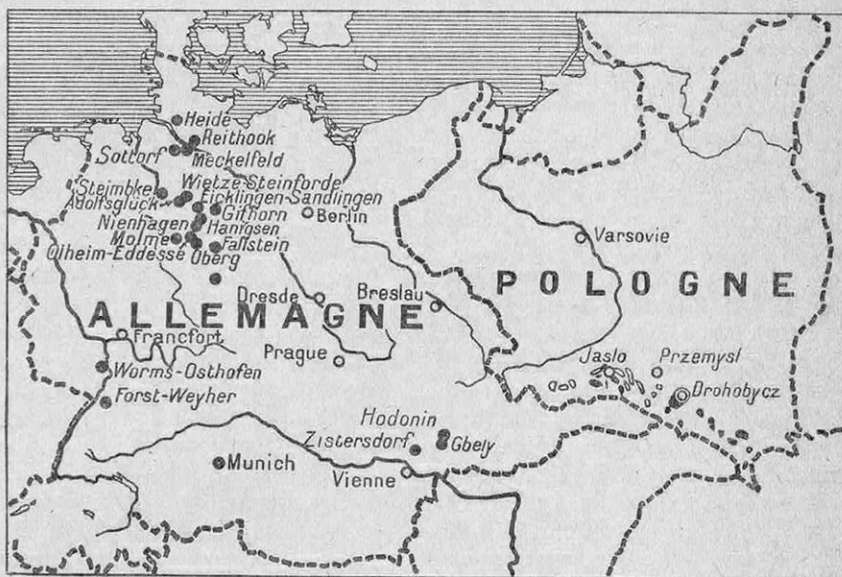 Heide
Reithook
Sottorf
Meckelfeld
Steimbke
Wietze-Steinforde
Adolfsglück
Eicklingen-Sandlingen
Gifhorn
Berlin
Nienhagen
Hanigsen
Molme
Fallstein
Olheim-Eddesse
Oberg
Varsovie
POLOGNE
Dresde
Breslau
ALLEMAGNE
Francfort
Prague
Jaslo
Przemysl
Worms-Osthofen
Drohobycz
Forst-Weyher
Hodonin
Zistersdorf
Gbely
Munich
Vienne